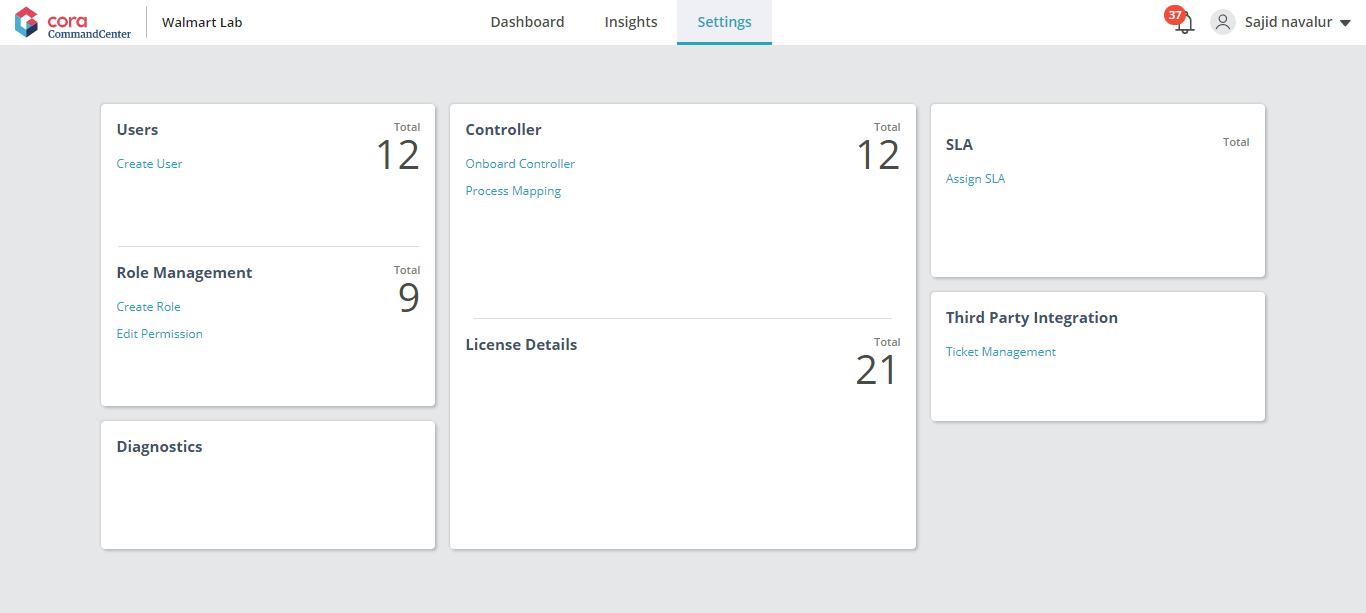 cora
CommandCenter
Walmart Lab
Dashboard
Insights
Settings
37
Sajid navalur
Users
Total
12
Create User
Role Management
Total
9
Create Role
Edit Permission
Diagnostics
Controller
Total
12
Onboard Controller
Process Mapping
License Details
Total
21
SLA
Total
Assign SLA
Third Party Integration
Ticket Management